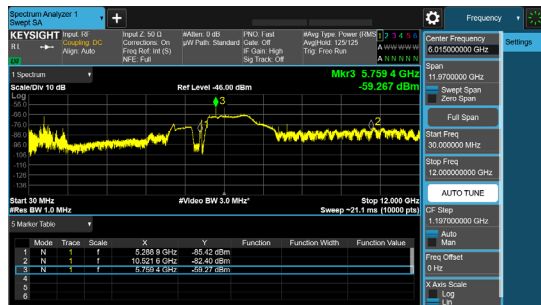 Spectrum Analyzer 1
Swept SA
Frequency
KEYSIGHT
Input: RF
Coupling: DC
Align: Auto
Input Z: 50 Ω
Corrections: On
Freq Ref: Int (S)
NFE: Full
#Atten: 0 dB
µW Path: Standard
PNO: Fast
Gate: Off
IF Gain: High
Sig Track: Off
#Avg Type: Power (RMS
Avg|Hold: 125/125
Trig: Free Run
1 2 3 4 5 6
A W W W W W
A N N N N N
Settings
Center Frequency
6.015000000 GHz
1 Spectrum
Mkr3 5.759 4 GHz
Scale/Div 10 dB
Ref Level -46.00 dBm
-59.267 dBm
Log
-56.0
-66.0
-76.0
-86.0
-96.0
-106
-116
-126
-136
3
1
2
Start 30 MHz
#Video BW 3.0 MHz*
Stop 12.000 GHz
#Res BW 1.0 MHz
Sweep ~21.1 ms (10000 pts)
Span
11.9700000 GHz
Swept Span
Zero Span
Full Span
Start Freq
30.000000 MHz
Stop Freq
12.000000000 GHz
AUTO TUNE
CF Step
1.197000000 GHz
Auto
Man
Freq Offset
0 Hz
X Axis Scale
Log
Lin
5 Marker Table
Mode Trace Scale X Y Function Function Width Function Value
1 N 1 f 5.288 9 GHz -85.42 dBm
2 N 1 f 10.521 6 GHz -82.40 dBm
3 N 1 f 5.759 4 GHz -59.27 dBm
4
5
6